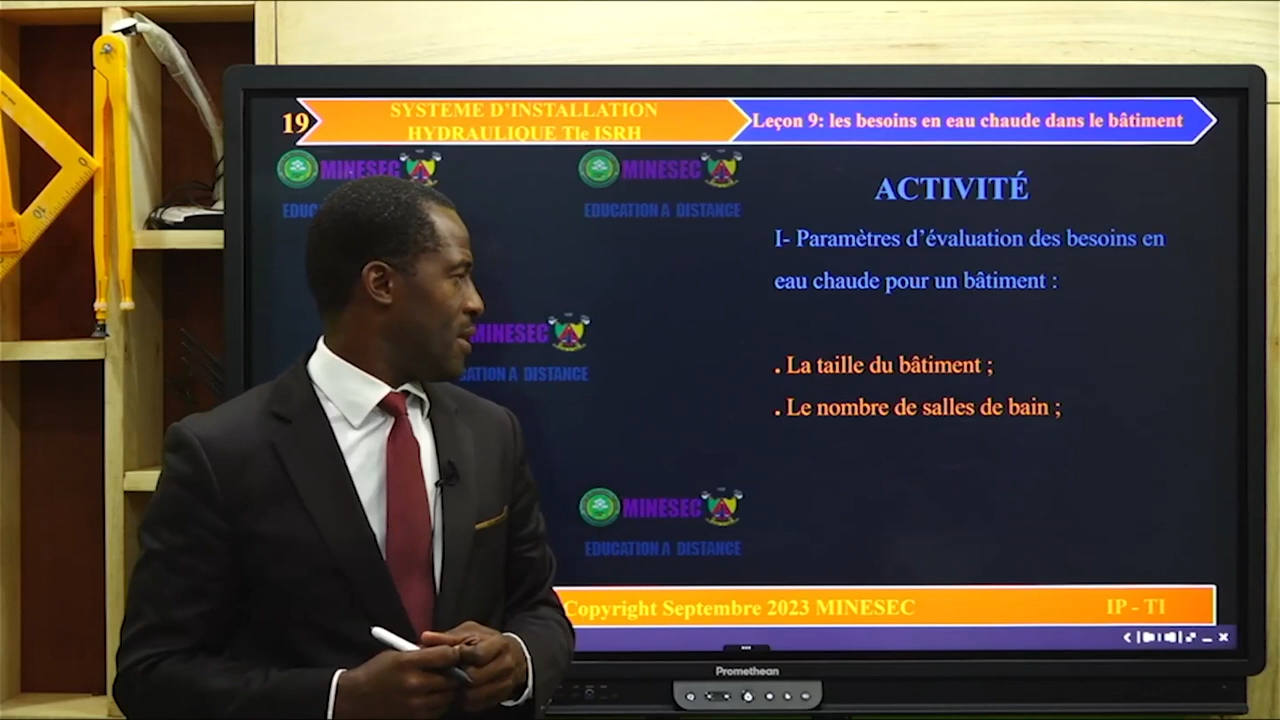 19
SYSTEME D'INSTALLATION
HYDRAULIQUE Tle ISRH
Leçon 9: les besoins en eau chaude dans le bâtiment
MINESEC
MINESEC
EDUCATION A DISTANCE
ACTIVITÉ
I- Paramètres d'évaluation des besoins en
eau chaude pour un bâtiment :
MINESEC
A DISTANCE
. La taille du bâtiment ;
. Le nombre de salles de bain ;
MINESEC
EDUCATION A DISTANCE
Copyright Septembre 2023 MINESEC
IP - TI
Promethean